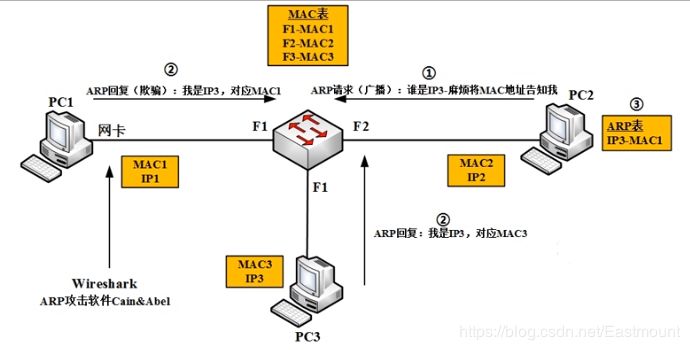 MAC表
F1-MAC1
F2-MAC2
F3-MAC3
②
ARP回复（欺骗）：我是IP3，对应MAC1
①
ARP请求（广播）：谁是IP3-麻烦将MAC地址告知我
PC1
PC2
③
网卡
F1
F2
ARP表
IP3-MAC1
MAC1
IP1
MAC2
IP2
F1
②
ARP回复：我是IP3，对应MAC3
MAC3
IP3
Wireshark
ARP攻击软件Cain&Abel
PC3
https://blog.csdn.net/Eastmount